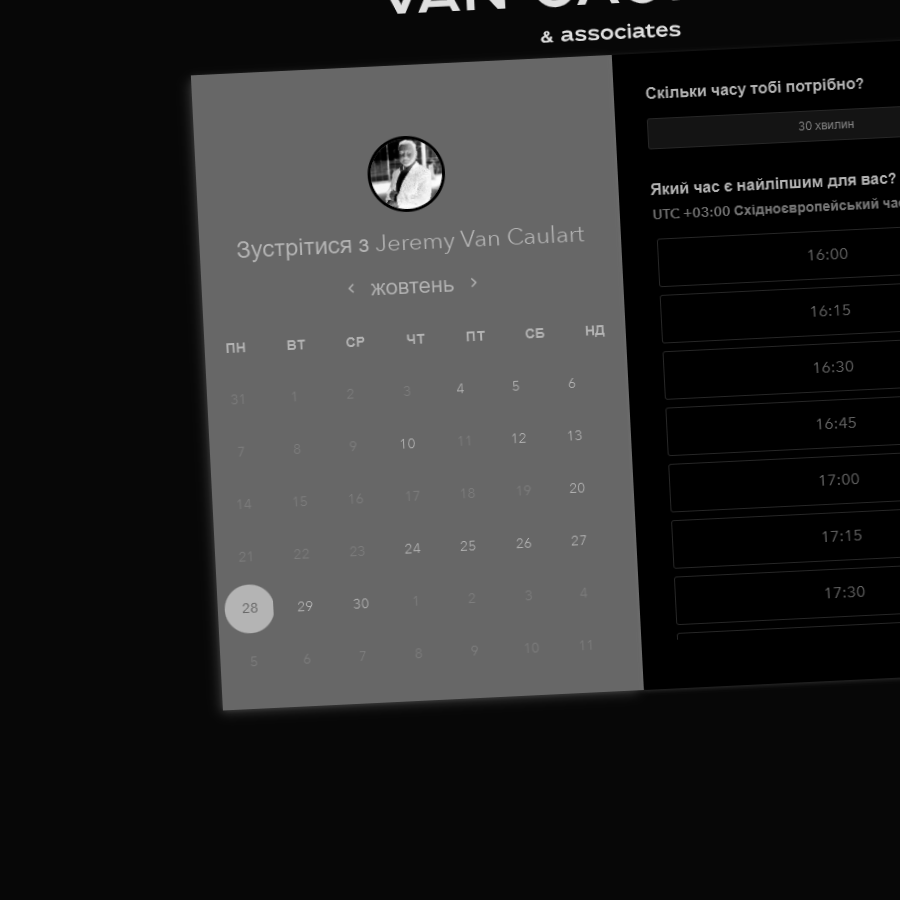 & associates
Зустрітися з Jeremy Van Caulart
‹ жовтень ›
ПН ВТ СР ЧТ ПТ СБ НД
31 1 2 3 4 5 6
7 8 9 10 11 12 13
14 15 16 17 18 19 20
21 22 23 24 25 26 27
28 29 30 1 2 3 4
5 6 7 8 9 10 11
Скільки часу тобі потрібно?
30 хвилин
Який час є найліпшим для вас?
UTC +03:00 Східноєвропейський
16:00
16:15
16:30
16:45
17:00
17:15
17:30